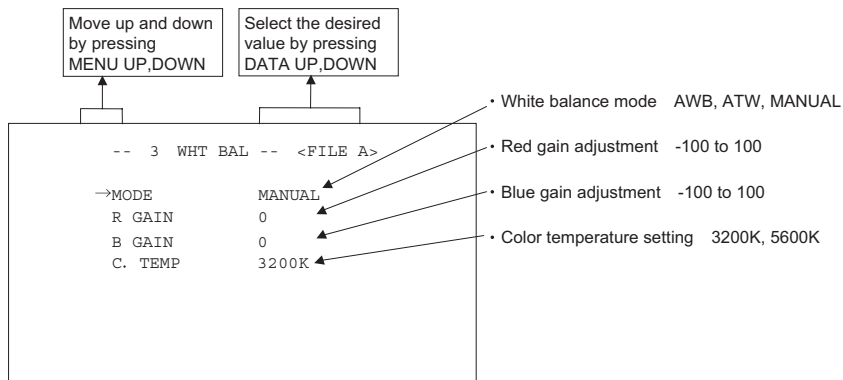 Move up and down
by pressing
MENU UP,DOWN
Select the desired
value by pressing
DATA UP,DOWN
・White balance mode AWB, ATW, MANUAL
-- 3 WHT BAL -- <FILE A>
・Red gain adjustment -100 to 100
→MODE MANUAL
・Blue gain adjustment -100 to 100
R GAIN 0
B GAIN 0
・Color temperature setting 3200K, 5600K
C. TEMP 3200K